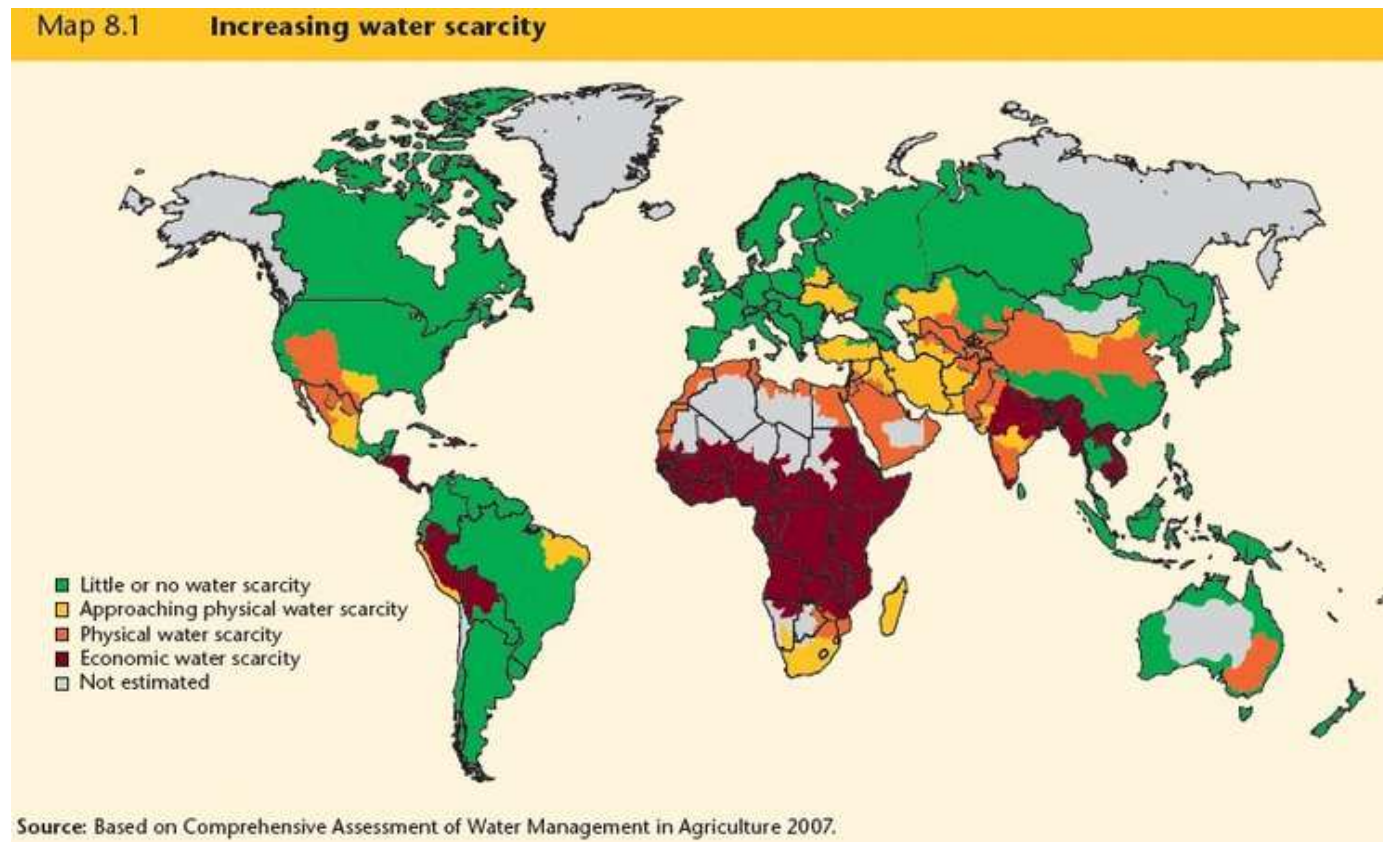 Map 8.1 Increasing water scarcity
Little or no water scarcity
Approaching physical water scarcity
Physical water scarcity
Economic water scarcity
Not estimated
Source: Based on Comprehensive Assessment of Water Management in Agriculture 2007.